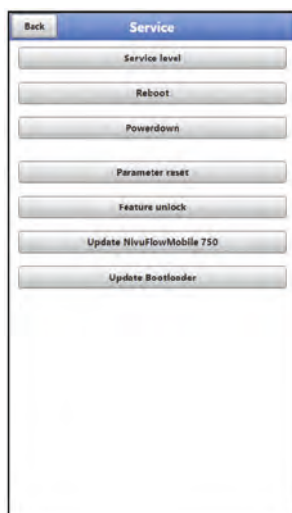 Back
Service
Service level
Reboot
Powerdown
Parameter reset
Feature unlock
Update NivuFlowMobile 750
Update Bootloader